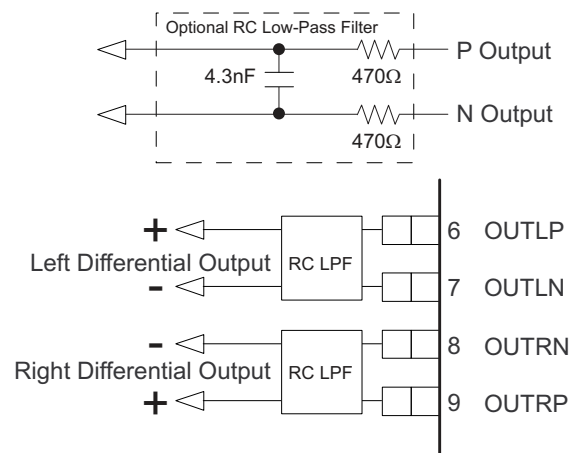 Optional RC Low-Pass Filter
P Output
4.3nF
470Ω
N Output
470Ω
+
6 OUTLP
Left Differential Output
RC LPF
-
7 OUTLN
-
8 OUTRN
Right Differential Output
RC LPF
+
9 OUTRP